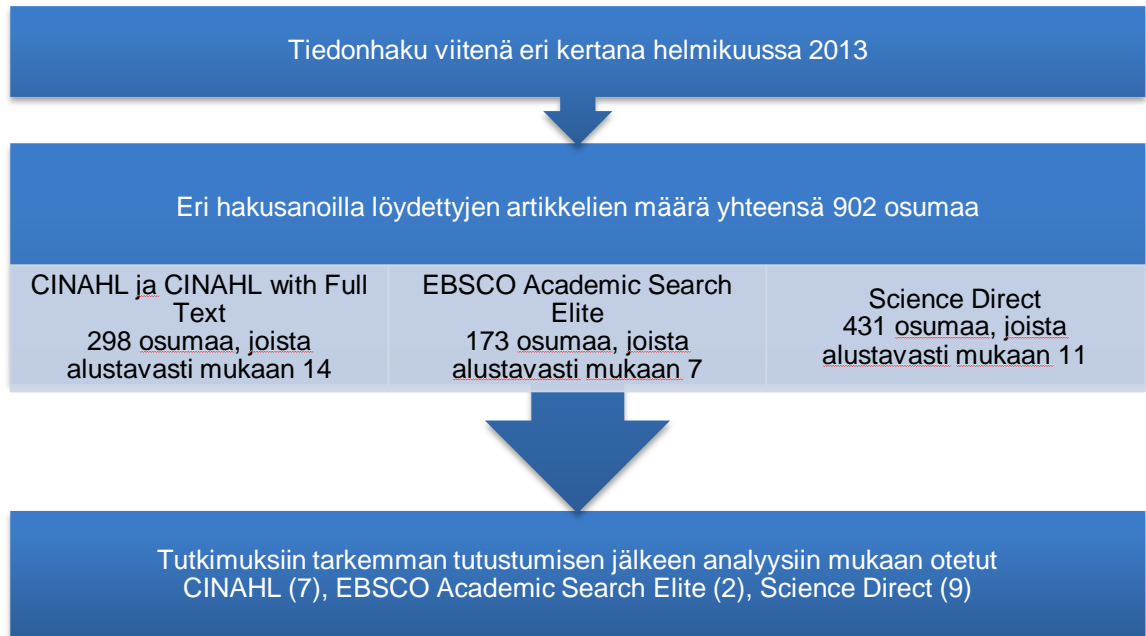 Tiedonhaku viitenä eri kertana helmikuussa 2013
Eri hakusanoilla löydettyjen artikkelien määrä yhteensä 902 osumaa
CINAHL ja CINAHL with Full
Text
298 osumaa, joista
alustavasti mukaan 14
EBSCO Academic Search
Elite
173 osumaa, joista
alustavasti mukaan 7
Science Direct
431 osumaa, joista
alustavasti mukaan 11
Tutkimuksiin tarkemman tutustumisen jälkeen analyysiin mukaan otetut
CINAHL (7), EBSCO Academic Search Elite (2), Science Direct (9)